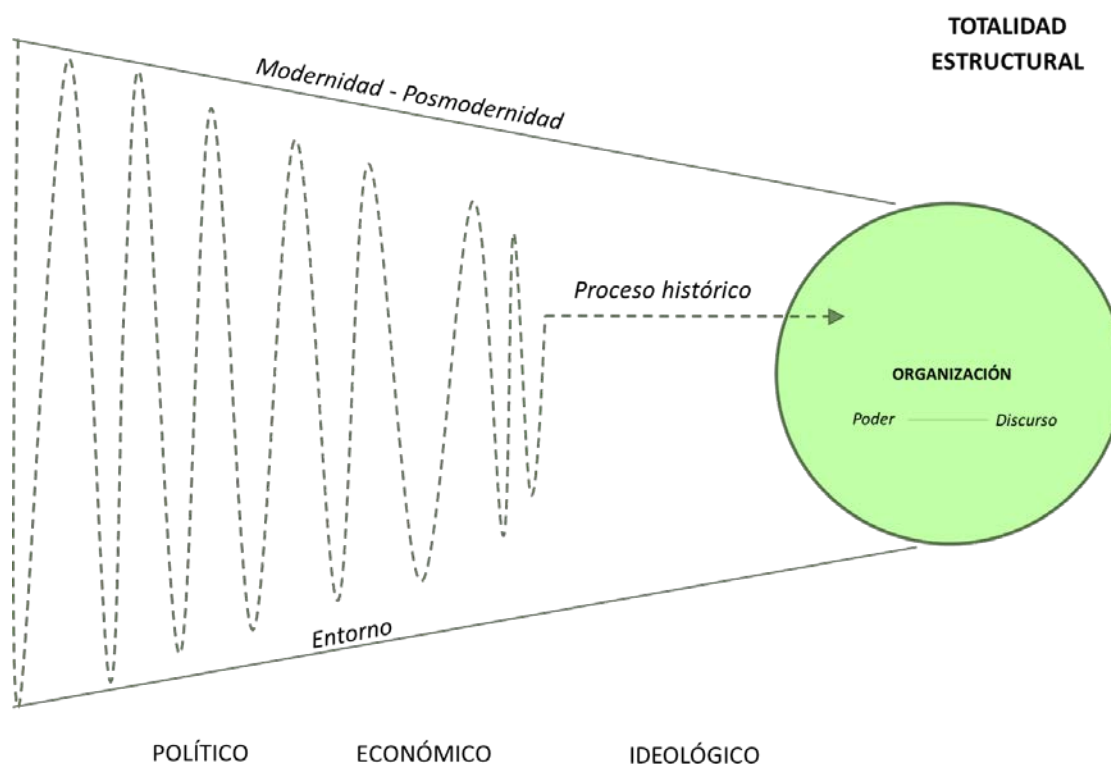 TOTALIDAD
ESTRUCTURAL
Modernidad - Posmodernidad
Proceso histórico
ORGANIZACIÓN
Poder Discurso
Entorno
POLÍTICO ECONÓMICO IDEOLÓGICO